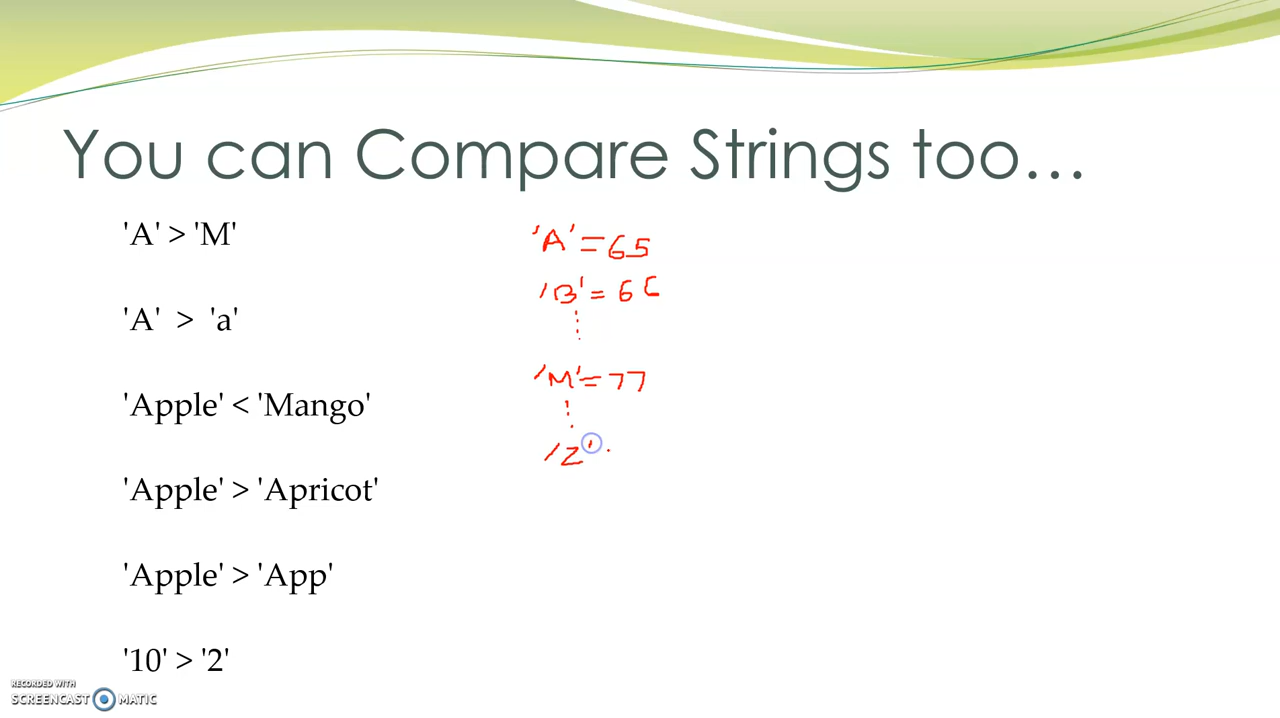 You can Compare Strings too...
'A' > 'M'
'A' > 'a'
'Apple' < 'Mango'
'Apple' > 'Apricot'
'Apple' > 'App'
'10' > '2'
'A' = 65
'B' = 66
'M' = 77
'Z'
RECORDED WITH
SCREENCAST MATIC